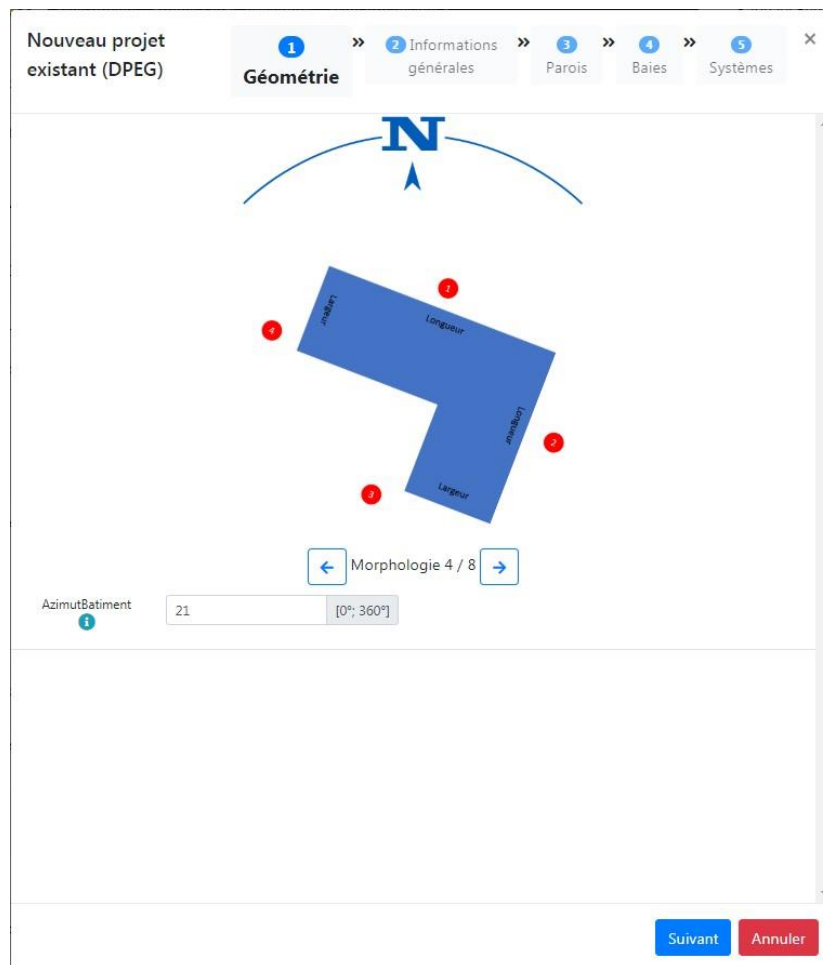 Nouveau projet existant (DPEG)
1 Géométrie
»
2 Informations générales
»
3 Parois
»
4 Baies
»
5 Systèmes
×
N
1
Largeur
Longueur
4
Longueur
2
Largeur
3
Morphologie 4 / 8
AzimutBatiment
21
[0°; 360°]
Suivant
Annuler